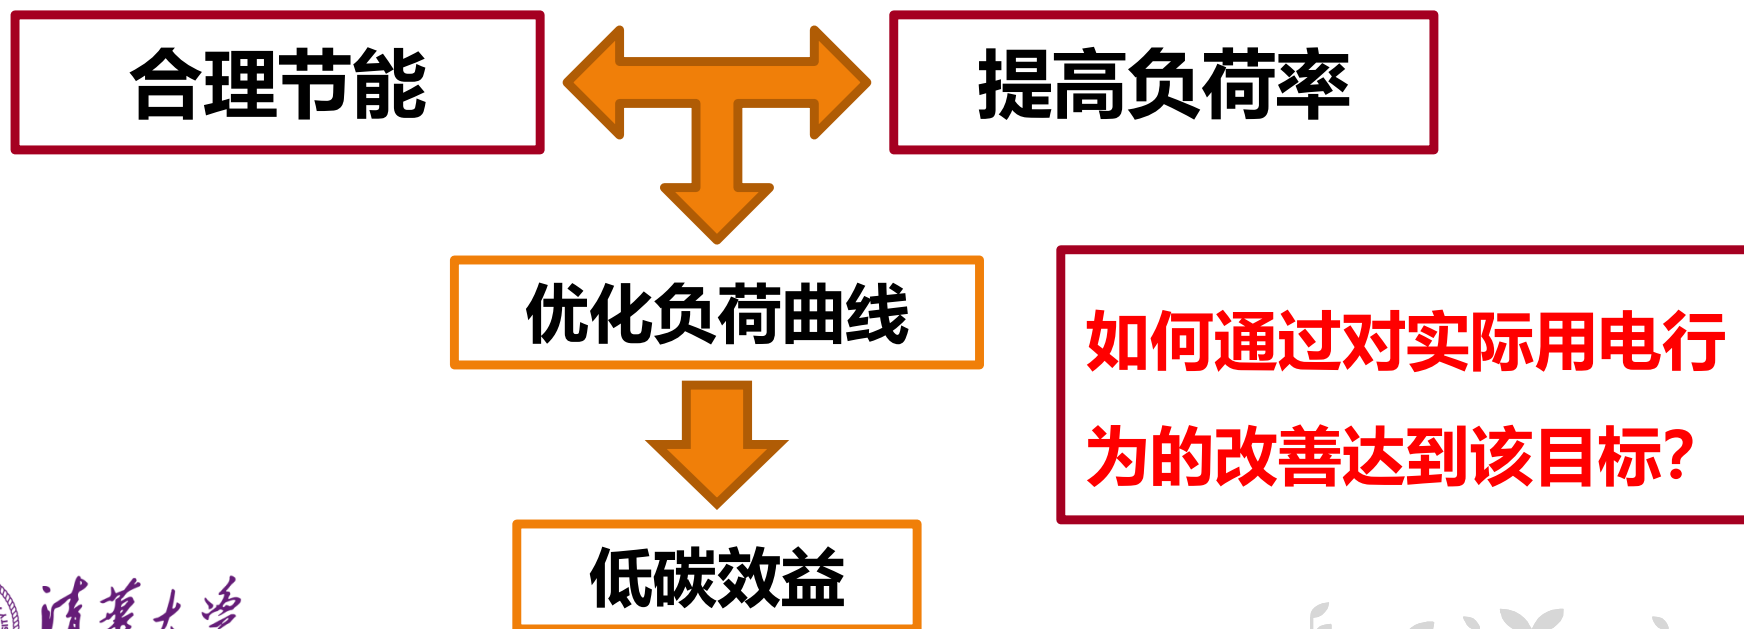 合理节能
提高负荷率
优化负荷曲线
如何通过对实际用电行
为的改善达到该目标？
低碳效益
清华大学